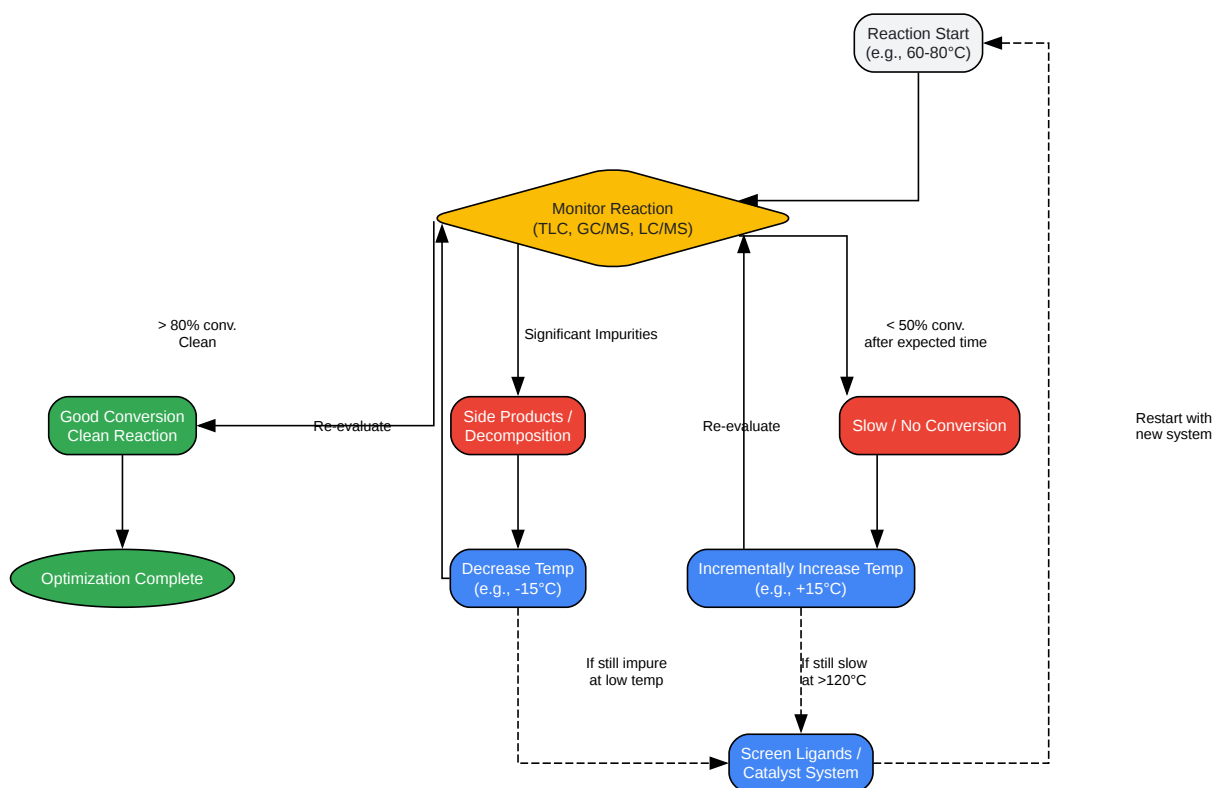 Reaction Start
(e.g., 60-80°C)
Monitor Reaction
(TLC, GC/MS, LC/MS)
> 80% conv.
Clean
Significant Impurities
< 50% conv.
after expected time
Good Conversion
Clean Reaction
Re-evaluate
Side Products /
Decomposition
Re-evaluate
Slow / No Conversion
Restart with
new system
Optimization Complete
Decrease Temp
(e.g., -15°C)
Incrementally Increase Temp
(e.g., +15°C)
If still impure
at low temp
If still slow
at >120°C
Screen Ligands /
Catalyst System